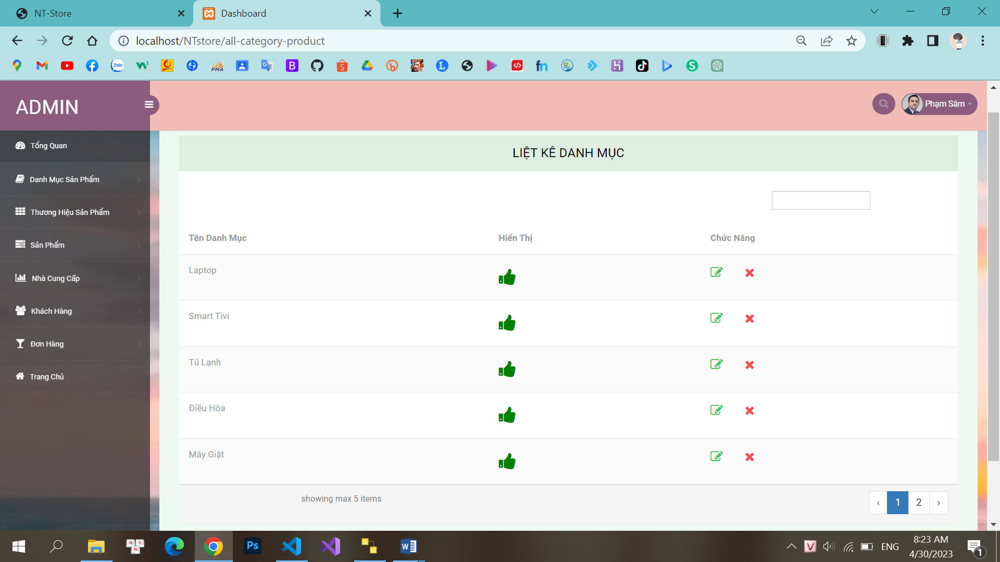 NT-Store
Dashboard
localhost/NTstore/all-category-product
ADMIN
Phạm Sâm
Tổng Quan
Danh Mục Sản Phẩm
Thương Hiệu Sản Phẩm
Sản Phẩm
Nhà Cung Cấp
Khách Hàng
Đơn Hàng
Trang Chủ
LIỆT KÊ DANH MỤC
Tên Danh Mục Hiển Thị Chức Năng
Laptop
Smart Tivi
Tủ Lạnh
Điều Hòa
Máy Giặt
showing max 5 items
‹ 1 2 ›
ENG
8:23 AM
4/30/2023
1